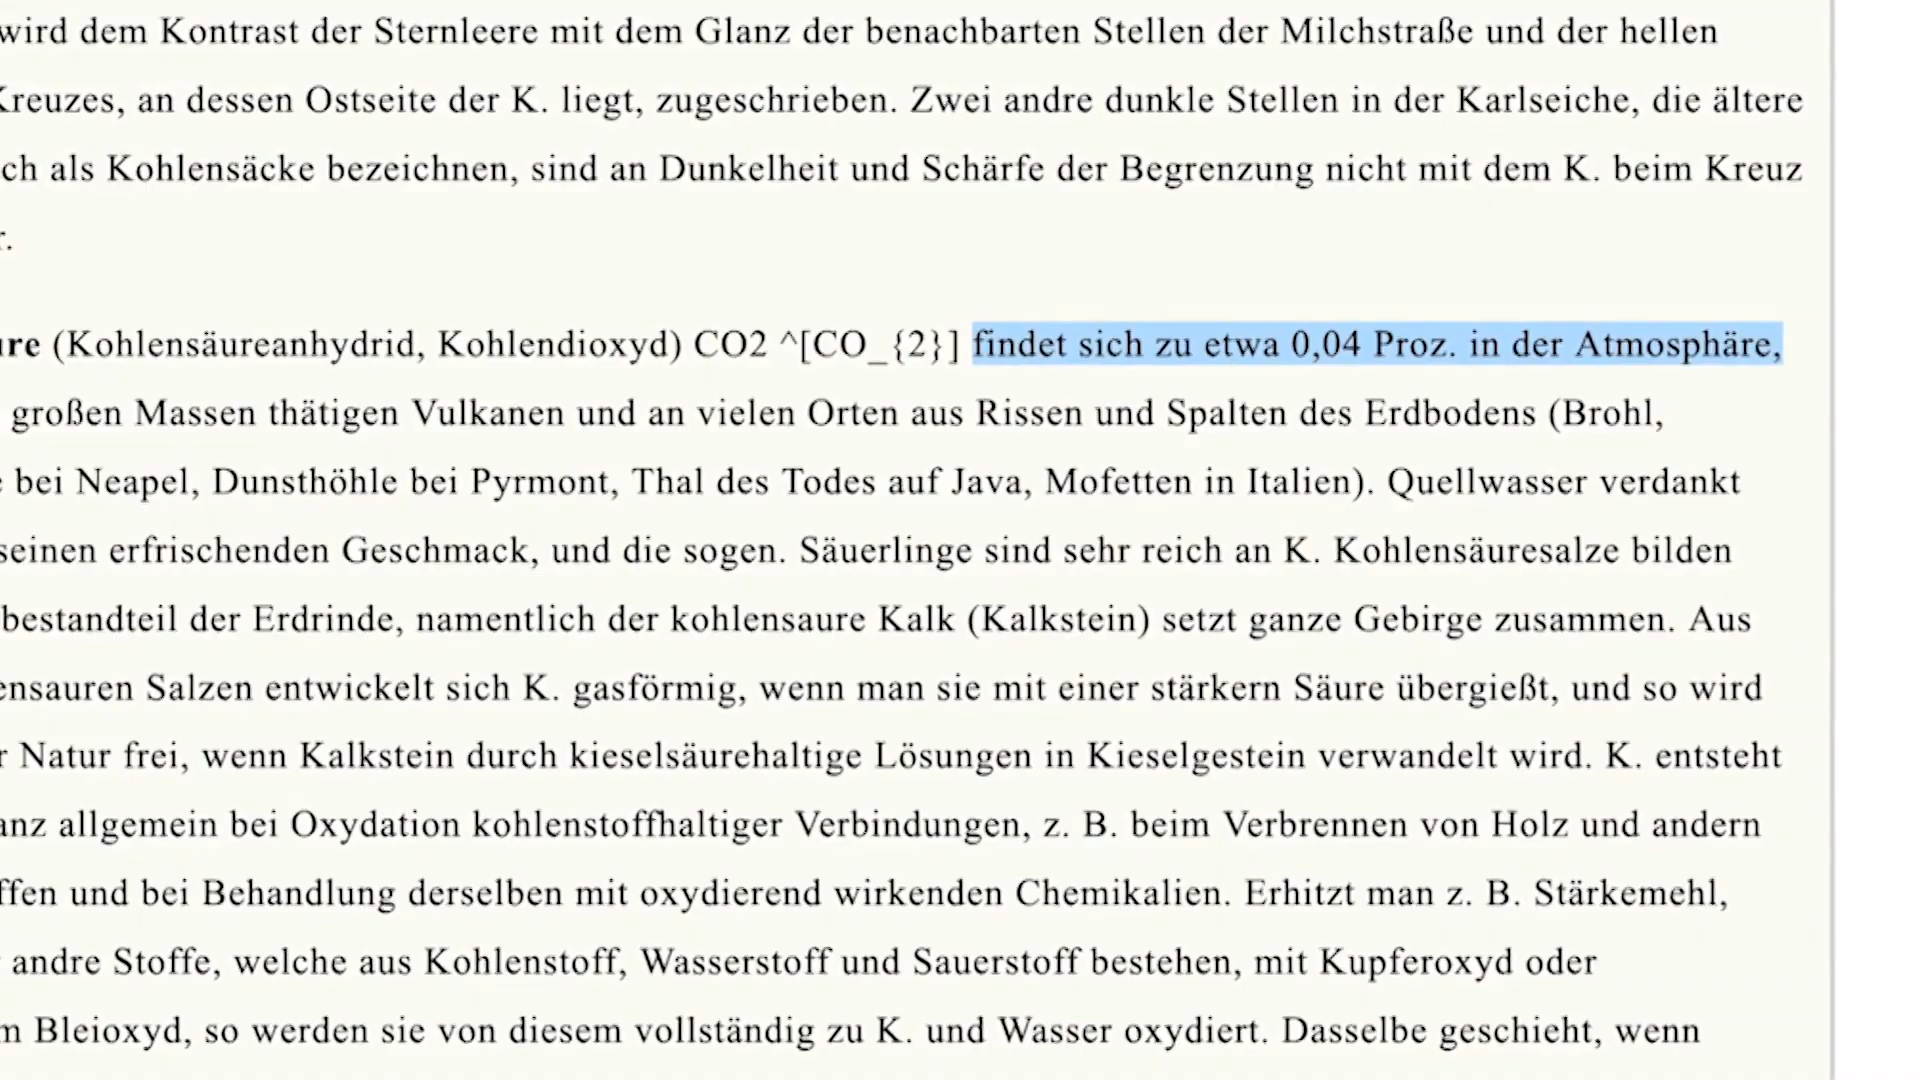 wird dem Kontrast der Sternleere mit dem Glanz der benachbarten Stellen der Milchstraße und der hellen
Kreuzes, an dessen Ostseite der K. liegt, zugeschrieben. Zwei andre dunkle Stellen in der Karlseiche, die ältere
ch als Kohlensäcke bezeichnen, sind an Dunkelheit und Schärfe der Begrenzung nicht mit dem K. beim Kreuz
r.
re (Kohlensäureanhydrid, Kohlendioxyd) CO2 ^[CO_{2}] findet sich zu etwa 0,04 Proz. in der Atmosphäre,
großen Massen thätigen Vulkanen und an vielen Orten aus Rissen und Spalten des Erdbodens (Brohl,
bei Neapel, Dunsthöhle bei Pyrmont, Thal des Todes auf Java, Mofetten in Italien). Quellwasser verdankt
seinen erfrischenden Geschmack, und die sogen. Säuerlinge sind sehr reich an K. Kohlensäuresalze bilden
bestandteil der Erdrinde, namentlich der kohlensaure Kalk (Kalkstein) setzt ganze Gebirge zusammen. Aus
ensauren Salzen entwickelt sich K. gasförmig, wenn man sie mit einer stärkern Säure übergießt, und so wird
r Natur frei, wenn Kalkstein durch kieselsäurehaltige Lösungen in Kieselgestein verwandelt wird. K. entsteht
anz allgemein bei Oxydation kohlenstoffhaltiger Verbindungen, z. B. beim Verbrennen von Holz und andern
ffen und bei Behandlung derselben mit oxydierend wirkenden Chemikalien. Erhitzt man z. B. Stärkemehl,
andre Stoffe, welche aus Kohlenstoff, Wasserstoff und Sauerstoff bestehen, mit Kupferoxyd oder
m Bleioxyd, so werden sie von diesem vollständig zu K. und Wasser oxydiert. Dasselbe geschieht, wenn